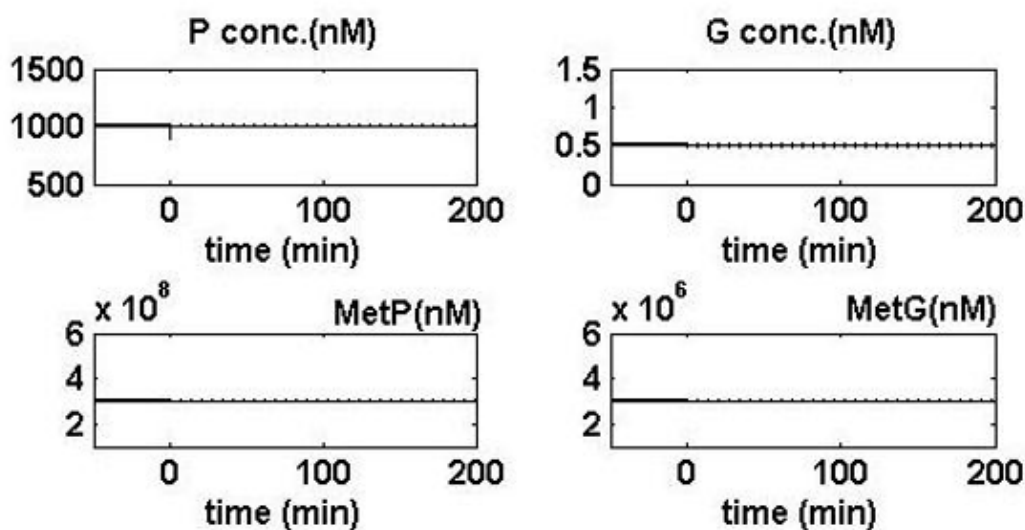 P conc.(nM)
1500
1000
500
0 100 200
time (min)
G conc.(nM)
1.5
1
0.5
0
0 100 200
time (min)
x 10^8
MetP(nM)
6
4
2
0 100 200
time (min)
x 10^6
MetG(nM)
6
4
2
0 100 200
time (min)